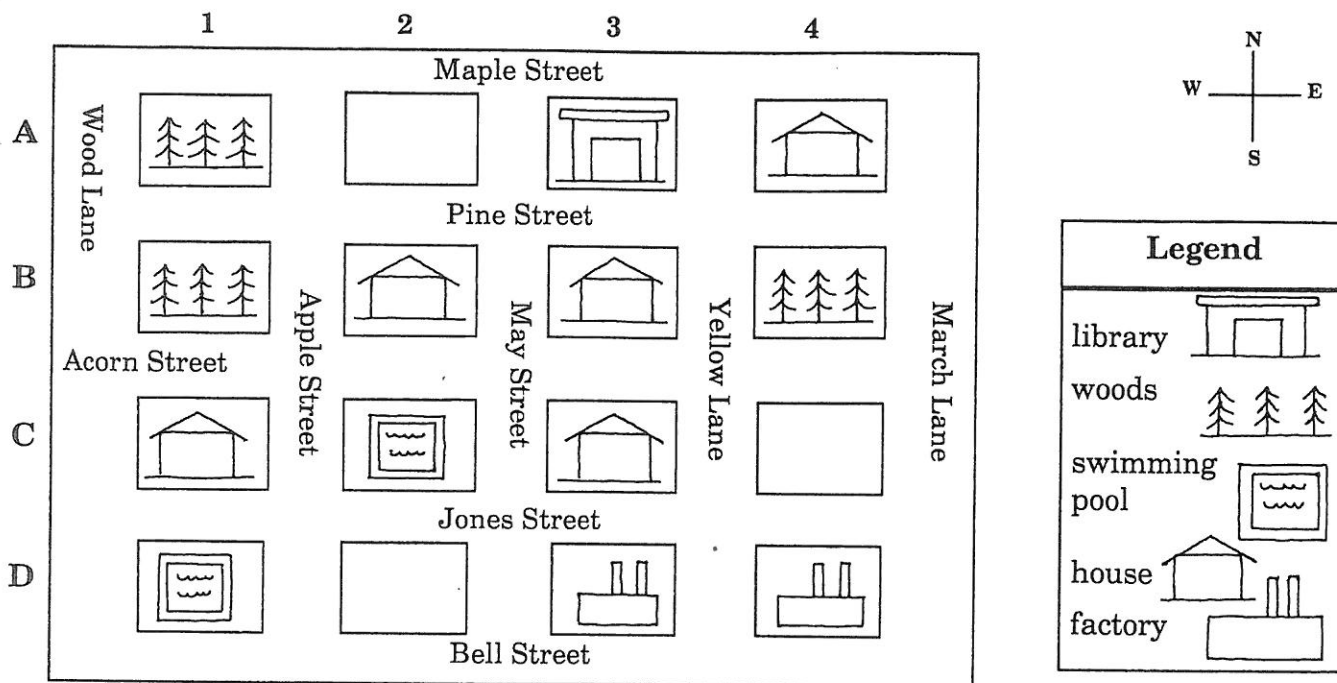 1 2 3 4
Maple Street
A
Wood Lane
Pine Street
B
Apple Street
May Street
Yellow Lane
March Lane
Acorn Street
C
Jones Street
D
Bell Street
N
W E
S
Legend
library
woods
swimming
pool
house
factory